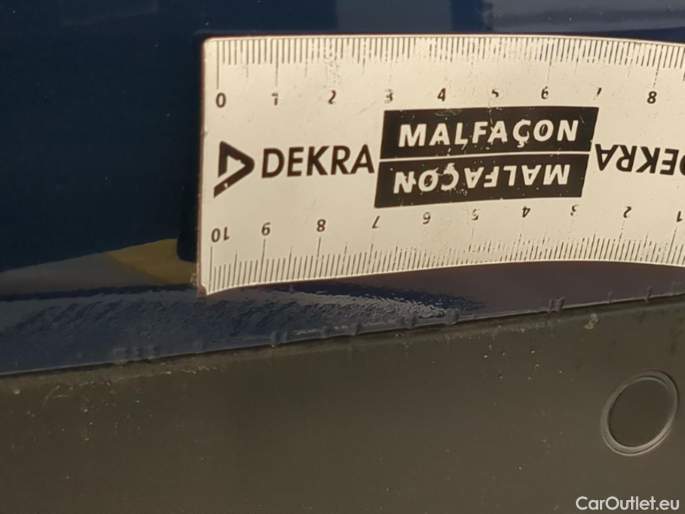 0 1 2 3 4 5 6 7 8
MALFAÇON
DEKRA
DEKRA
MALFAÇON
10 9 8 7 6 5 4 3 2 1
CarOutlet.eu